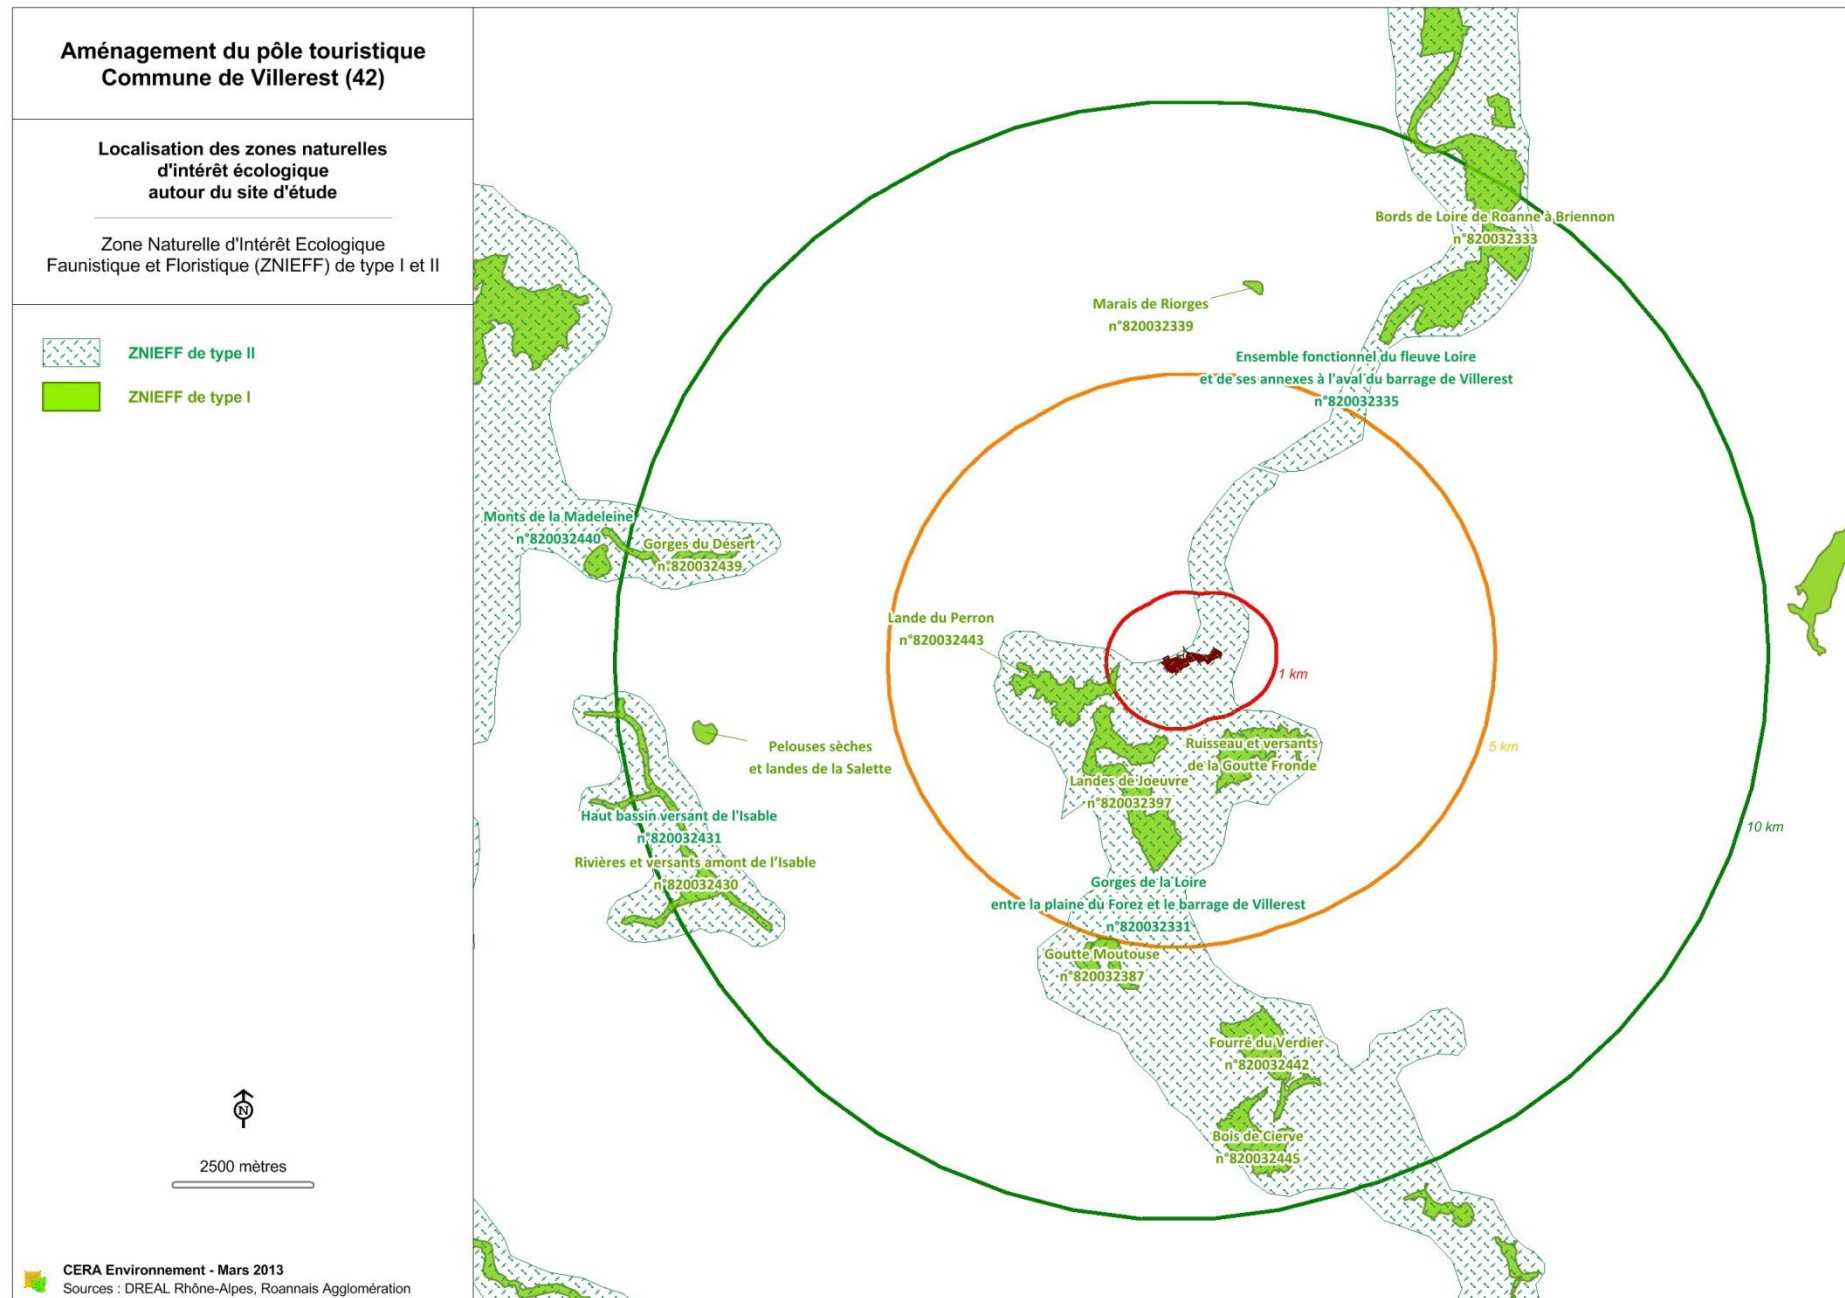 Aménagement du pôle touristique
Commune de Villerest (42)
Localisation des zones naturelles
d'intérêt écologique
autour du site d'étude
Zone Naturelle d'Intérêt Ecologique
Faunistique et Floristique (ZNIEFF) de type I et II
ZNIEFF de type II
ZNIEFF de type I
N
2500 mètres
CERA Environnement - Mars 2013
Sources : DREAL Rhône-Alpes, Roannais Agglomération
Bords de Loire de Roanne à Briennon
n°820032333
Marais de Riorges
n°820032339
Ensemble fonctionnel du fleuve Loire
et de ses annexes à l'aval du barrage de Villerest
n°820032335
Monts de la Madeleine
n°820032440
Gorges du Désert
n°820032439
Lande du Perron
n°820032443
1 km
Pelouses sèches
et landes de la Salette
Ruisseau et versants
de la Goutte Fronde
5 km
Landes de Joeuvre
n°820032397
Haut bassin versant de l'Isable
n°820032431
10 km
Rivières et versants amont de l'Isable
n°820032430
Gorges de la Loire
entre la plaine du Forez et le barrage de Villerest
n°820032331
Goutte Moutouse
n°820032387
Fourré du Verdier
n°820032442
Bois de Cierve
n°820032445